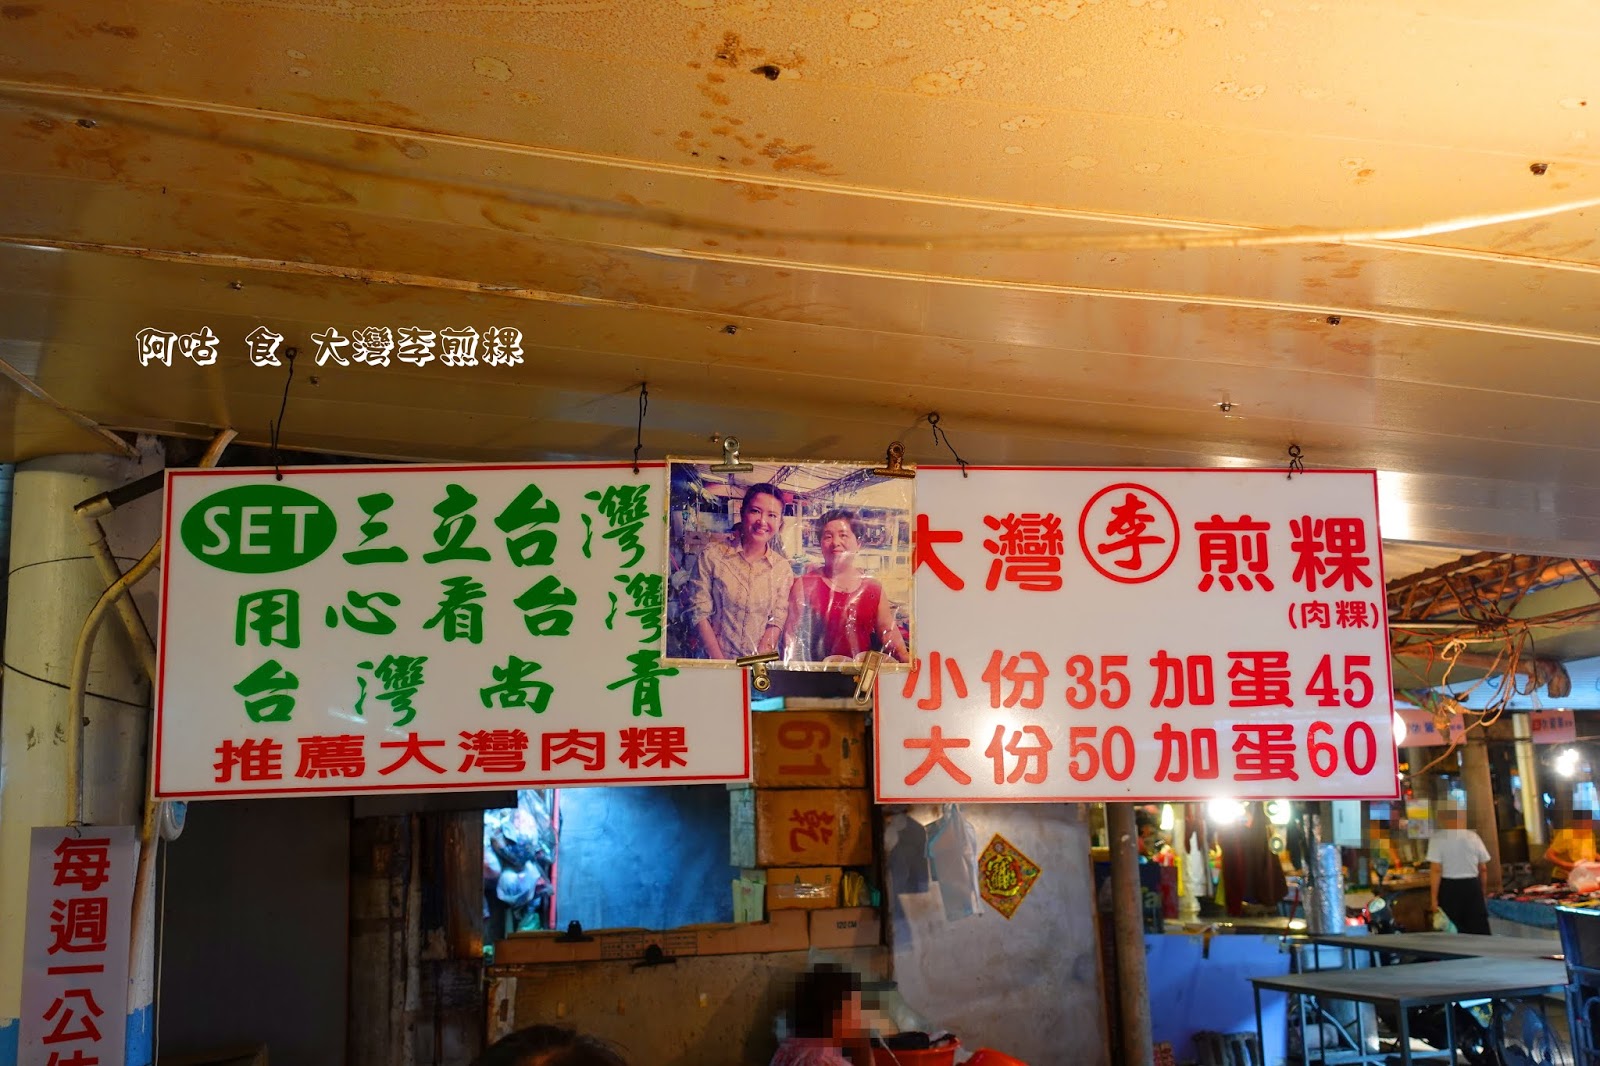 阿咕 食 大灣李煎粿
SET 三立台灣
用心看台灣
台灣尚青
推薦大灣肉粿
大灣李煎粿
(肉粿)
小份35加蛋45
大份50加蛋60
每週一公休
61
乾